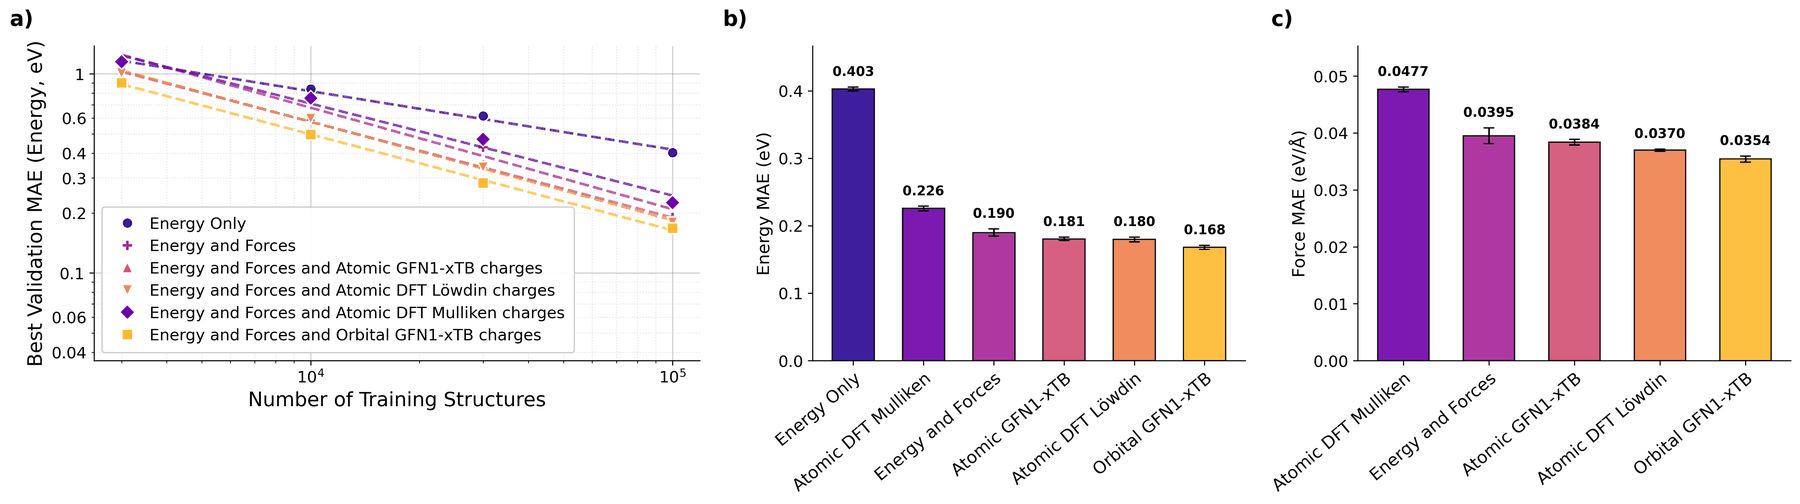 a)
Best Validation MAE (Energy, eV)
1
0.6
0.4
0.3
0.2
0.1
0.06
0.04
Energy Only
Energy and Forces
Energy and Forces and Atomic GFN1-xTB charges
Energy and Forces and Atomic DFT Löwdin charges
Energy and Forces and Atomic DFT Mulliken charges
Energy and Forces and Orbital GFN1-xTB charges
10⁴
10⁵
Number of Training Structures
b)
Energy MAE (eV)
0.4
0.3
0.2
0.1
0.0
0.403
0.226
0.190
0.181
0.180
0.168
Energy Only
Atomic DFT Mulliken
Energy and Forces
Atomic GFN1-xTB
Atomic DFT Löwdin
Orbital GFN1-xTB
c)
Force MAE (eV/Å)
0.05
0.04
0.03
0.02
0.01
0.00
0.0477
0.0395
0.0384
0.0370
0.0354
Atomic DFT Mulliken
Energy and Forces
Atomic GFN1-xTB
Atomic DFT Löwdin
Orbital GFN1-xTB